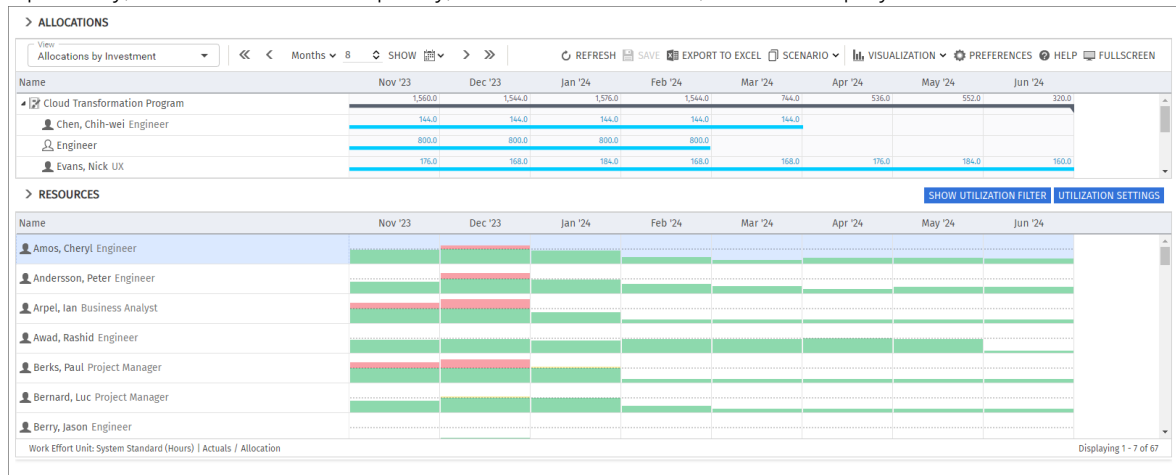 ALLOCATIONS
View
Allocations by Investment
Months 8 SHOW REFRESH SAVE EXPORT TO EXCEL SCENARIO VISUALIZATION PREFERENCES HELP FULLSCREEN
Name Nov '23 Dec '23 Jan '24 Feb '24 Mar '24 Apr '24 May '24 Jun '24
Cloud Transformation Program 1,560.0 1,544.0 1,576.0 1,544.0 744.0 536.0 552.0 320.0
Chen, Chih-wei Engineer 144.0 144.0 144.0 144.0 144.0
Engineer 800.0 800.0 800.0 800.0
Evans, Nick UX 176.0 168.0 184.0 168.0 168.0 176.0 184.0 160.0
RESOURCES SHOW UTILIZATION FILTER UTILIZATION SETTINGS
Name Nov '23 Dec '23 Jan '24 Feb '24 Mar '24 Apr '24 May '24 Jun '24
Amos, Cheryl Engineer
Andersson, Peter Engineer
Arpel, Ian Business Analyst
Awad, Rashid Engineer
Berks, Paul Project Manager
Bernard, Luc Project Manager
Berry, Jason Engineer
Work Effort Unit: System Standard (Hours) | Actuals / Allocation Displaying 1 - 7 of 67